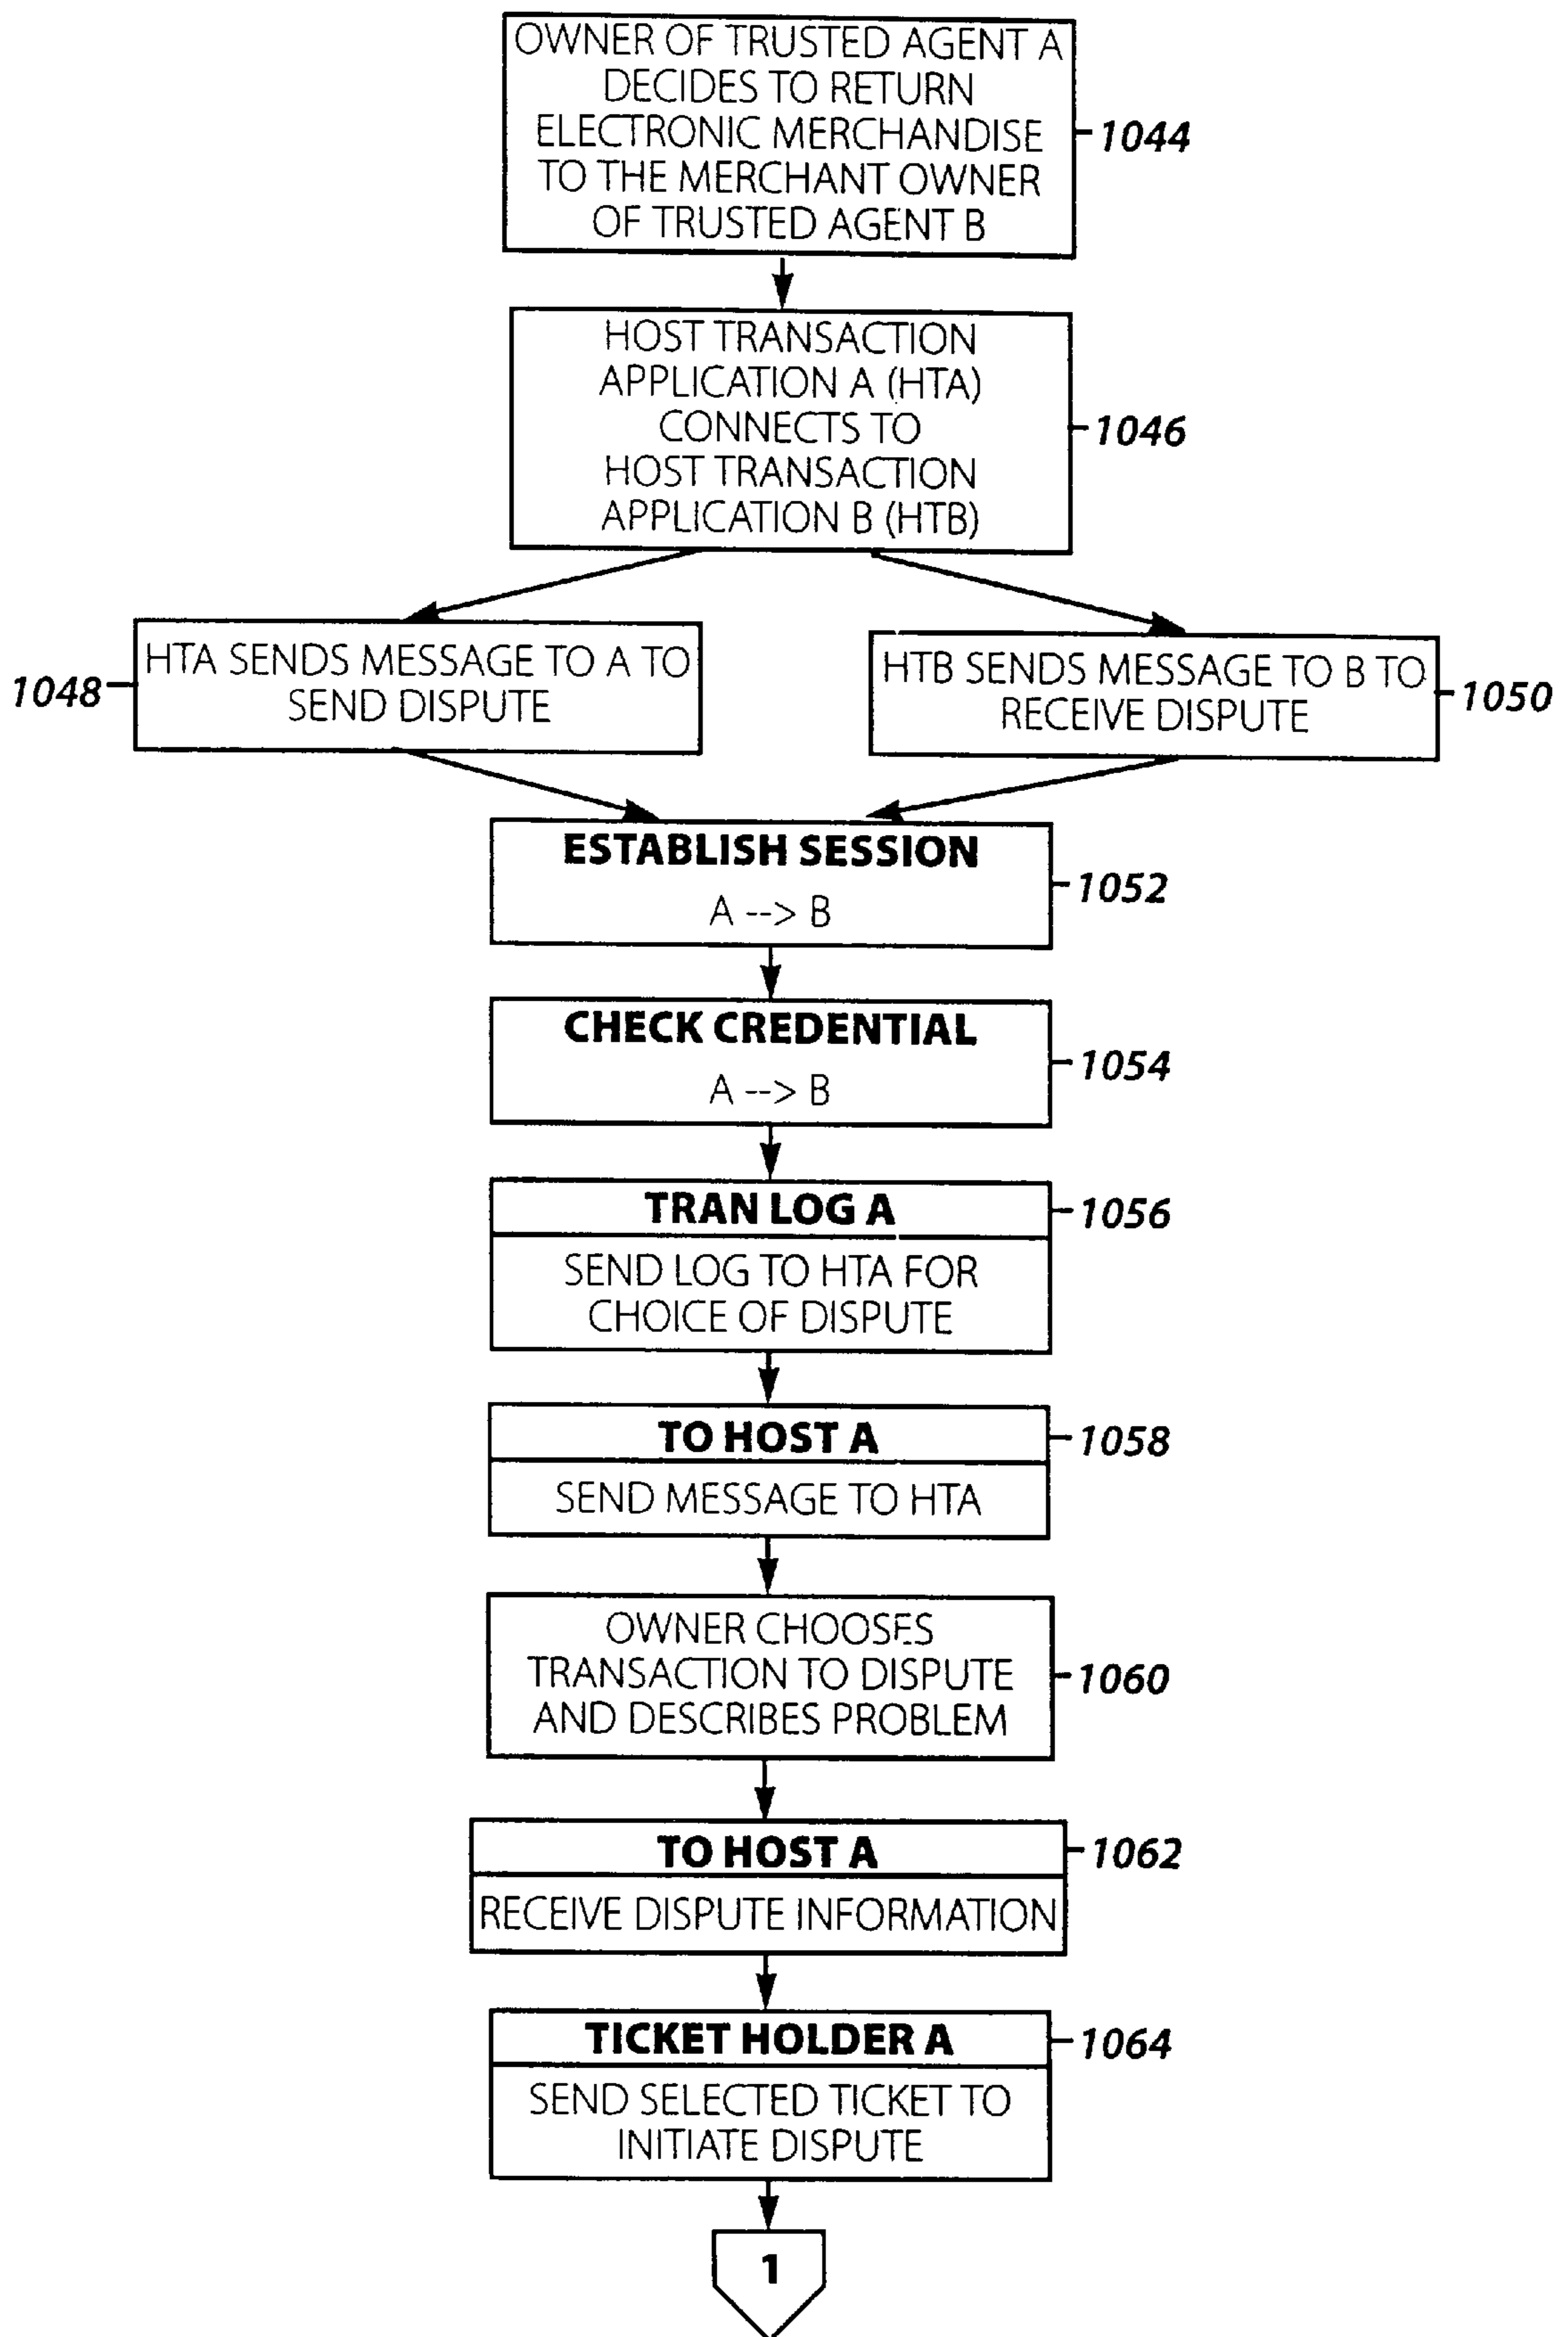 OWNER OF TRUSTED AGENT A
DECIDES TO RETURN
ELECTRONIC MERCHANDISE
TO THE MERCHANT OWNER
OF TRUSTED AGENT B
1044
HOST TRANSACTION
APPLICATION A (HTA)
CONNECTS TO
HOST TRANSACTION
APPLICATION B (HTB)
1046
HTA SENDS MESSAGE TO A TO
SEND DISPUTE
1048
HTB SENDS MESSAGE TO B TO
RECEIVE DISPUTE
1050
ESTABLISH SESSION
A --> B
1052
CHECK CREDENTIAL
A --> B
1054
TRAN LOG A
1056
SEND LOG TO HTA FOR
CHOICE OF DISPUTE
TO HOST A
1058
SEND MESSAGE TO HTA
OWNER CHOOSES
TRANSACTION TO DISPUTE
AND DESCRIBES PROBLEM
1060
TO HOST A
1062
RECEIVE DISPUTE INFORMATION
TICKET HOLDER A
1064
SEND SELECTED TICKET TO
INITIATE DISPUTE
1